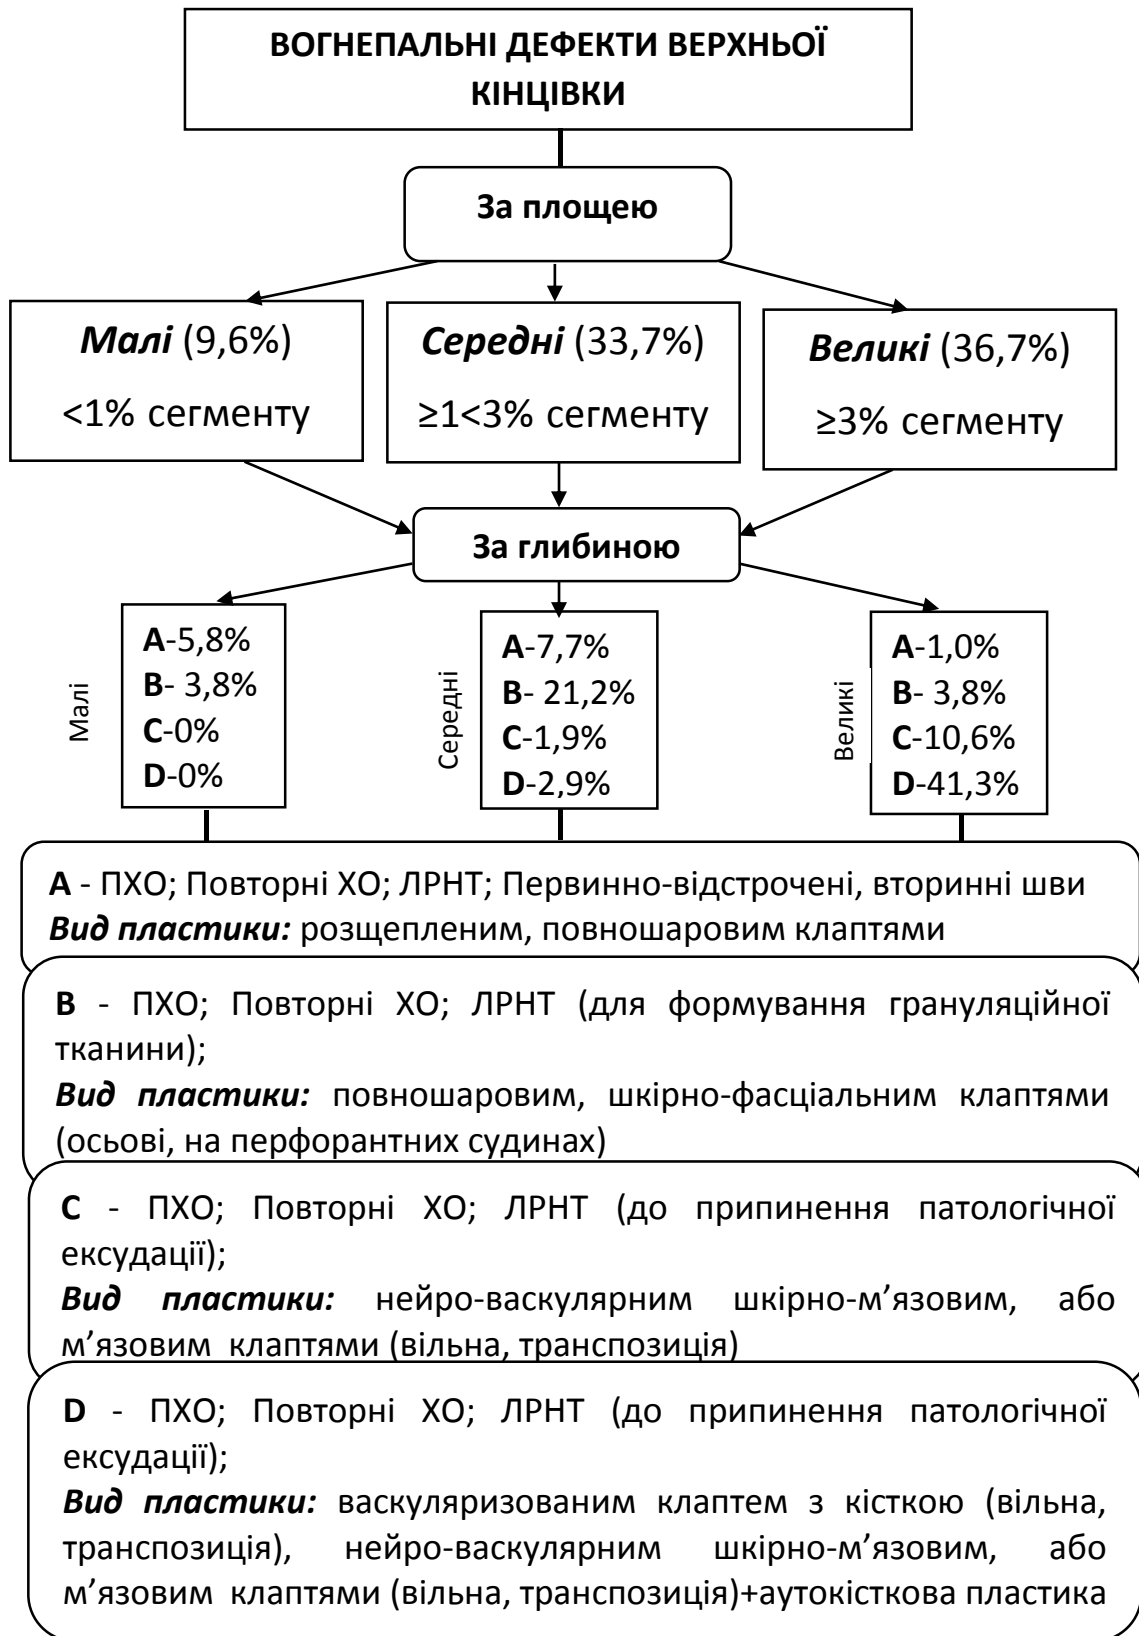 ВОГНЕПАЛЬНІ ДЕФЕКТИ ВЕРХНЬОЇ
КІНЦІВКИ
За площею
Малі (9,6%)
<1% сегменту
Середні (33,7%)
≥1<3% сегменту
Великі (36,7%)
≥3% сегменту
За глибиною
Малі
A-5,8%
B- 3,8%
C-0%
D-0%
Середні
A-7,7%
B- 21,2%
C-1,9%
D-2,9%
Великі
A-1,0%
B- 3,8%
C-10,6%
D-41,3%
A - ПХО; Повторні ХО; ЛРНТ; Первинно-відстрочені, вторинні шви
Вид пластики: розщепленим, повношаровим клаптями
B - ПХО; Повторні ХО; ЛРНТ (для формування грануляційної
тканини);
Вид пластики: повношаровим, шкірно-фасціальним клаптями
(осьові, на перфорантних судинах)
C - ПХО; Повторні ХО; ЛРНТ (до припинення патологічної
ексудації);
Вид пластики: нейро-васкулярним шкірно-м’язовим, або
м’язовим клаптями (вільна, транспозиція)
D - ПХО; Повторні ХО; ЛРНТ (до припинення патологічної
ексудації);
Вид пластики: васкуляризованим клаптем з кісткою (вільна,
транспозиція), нейро-васкулярним шкірно-м’язовим, або
м’язовим клаптями (вільна, транспозиція)+аутокісткова пластика